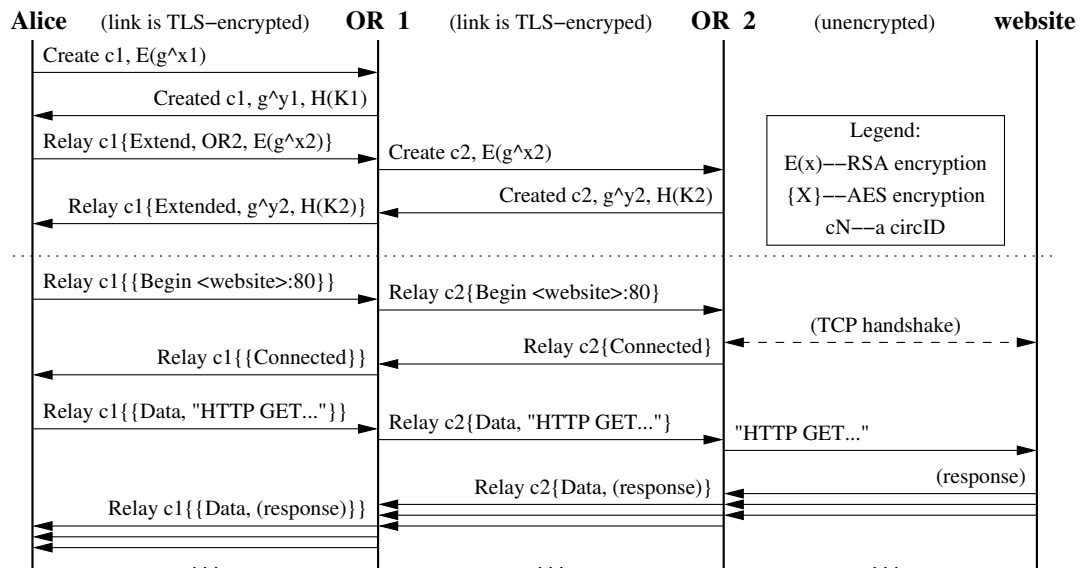 Alice (link is TLS−encrypted) OR 1 (link is TLS−encryped) OR 2 (unencrypted) website
Create c1, E(g^x1)
Created c1, g^y1, H(K1)
Relay c1{Extend, OR2, E(g^x2)}
Create c2, E(g^x2)
Created c2, g^y2, H(K2)
Relay c1{Extended, g^y2, H(K2)}
Legend:
E(x)−−RSA encryption
{X}−−AES encryption
cN−−a circID
Relay c1{{Begin <website>:80}}
Relay c2{Begin <website>:80}
(TCP handshake)
Relay c2{Connected}
Relay c1{{Connected}}
Relay c1{{Data, "HTTP GET..."}}
Relay c2{Data, "HTTP GET..."}
"HTTP GET..."
(response)
Relay c2{Data, (response)}
Relay c1{{Data, (response)}}
. . . . . . . . .